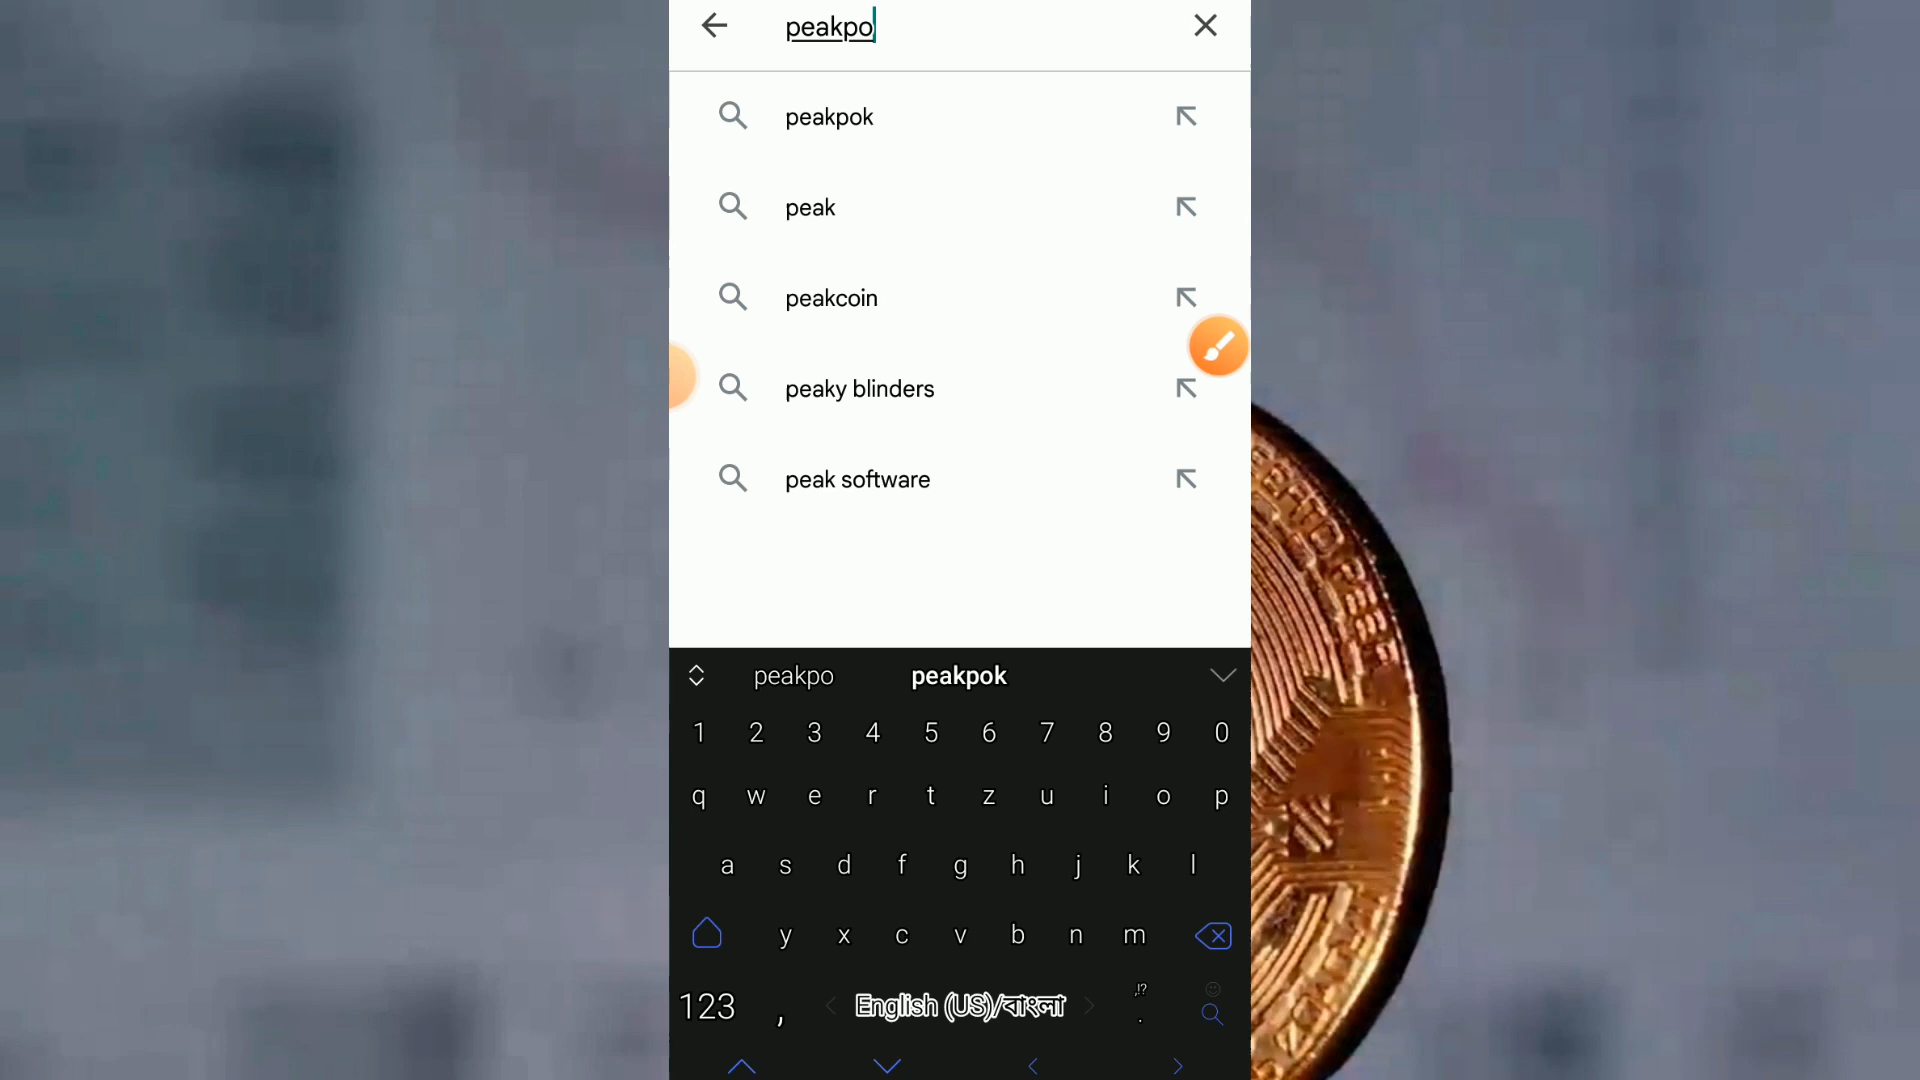 peakpo
peakpok
peak
peakcoin
peaky blinders
peak software
peakpo peakpok
1 2 3 4 5 6 7 8 9 0
q w e r t z u i o p
a s d f g h j k l
y x c v b n m
,!?
123 , English (US)/বাংলা .